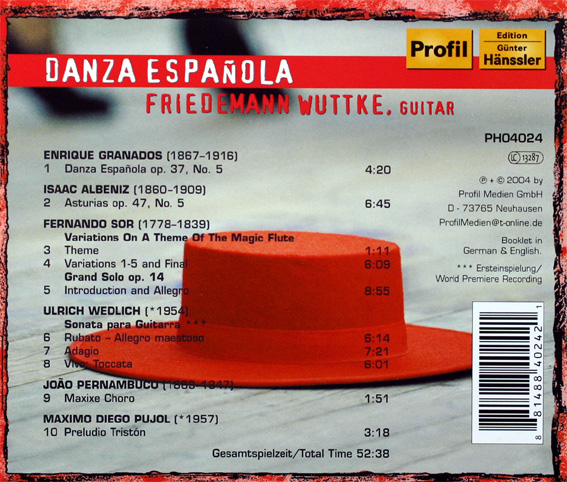 Profil
Edition
Günter
Hänssler
DANZA ESPAÑOLA
FRIEDEMANN WUTTKE, GUITAR
PH04024
ENRIQUE GRANADOS (1867-1916)
1 Danza Española op. 37, No. 5 4:20
LC 13287
ISAAC ALBENIZ (1860-1909)
2 Asturias op. 47, No. 5 6:45
℗ + © 2004 by
Profil Medien GmbH
D - 73765 Neuhausen
ProfilMedien@t-online.de
FERNANDO SOR (1778-1839)
Variations On A Theme Of The Magic Flute
3 Theme 1:11
4 Variations 1-5 and Final 6:09
Grand Solo op. 14
5 Introduction and Allegro 8:55
Booklet in
German & English.
*** Ersteinspielung/
World Premiere Recording
ULRICH WEDLICH (*1954)
Sonata para Guitarra ***
6 Rubato - Allegro maestoso 6:14
7 Adagio 7:21
8 Vivo: Toccata 6:01
JOÃO PERNAMBUCO (1883-1947)
9 Maxixe Choro 1:51
MAXIMO DIEGO PUJOL (*1957)
10 Preludio Tristón 3:18
Gesamtspielzeit/Total Time 52:38
8 81488 40242 1